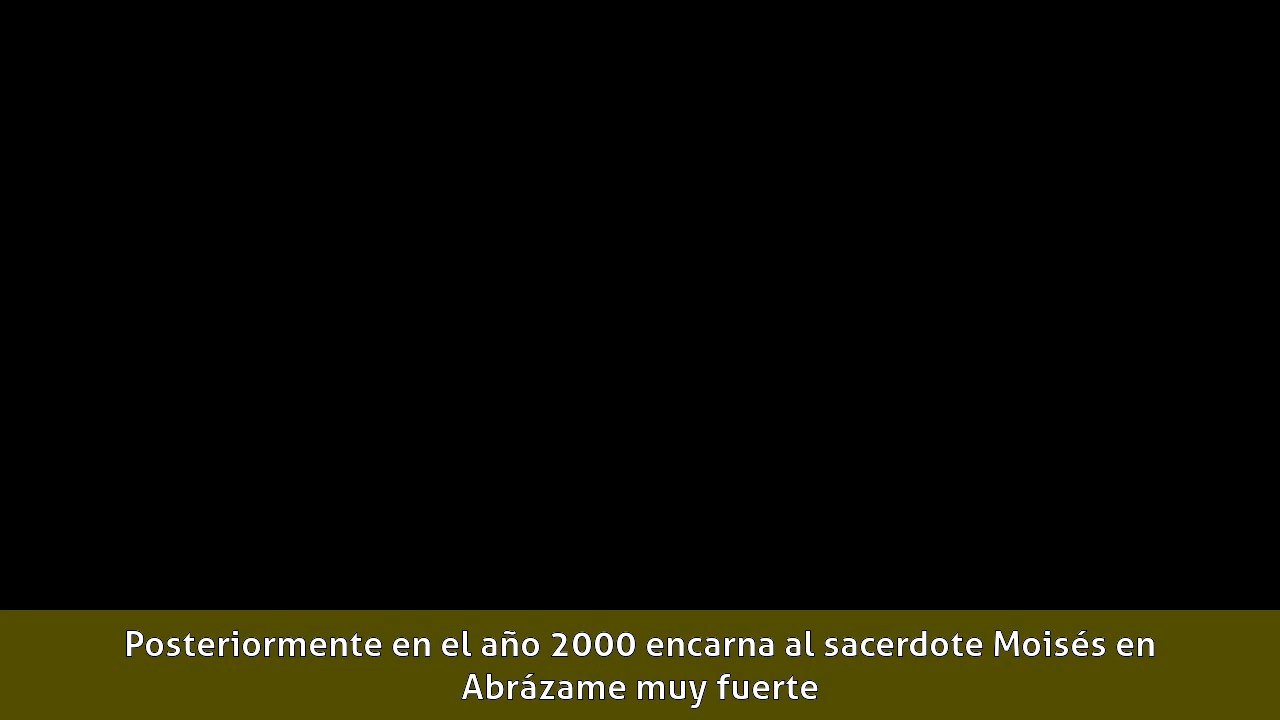 Posteriormente en el año 2000 encarna al sacerdote Moisés en
Abrázame muy fuerte